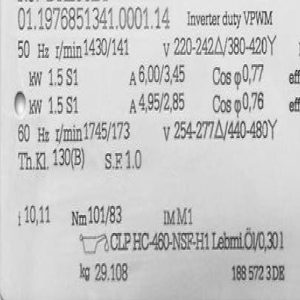 01.1976851341.0001.14 Inverter duty VPWM
50 Hz r/min 1430/141 V 220-242Δ/380-420Y
kW 1.5 S1 A 6,00/3,45 Cos φ 0,77 eff
kW 1.5 S1 A 4,95/2,85 Cos φ 0,76 eff
60 Hz r/min 1745/173 V 254-277Δ/440-480Y
Th.Kl. 130(B) S.F. 1.0
i 10,11 Nm 101/83 IM M1
CLP HC-460-NSF-H1 Lebmi.Öl/0,30 l
kg 29.108 188 572 3 DE